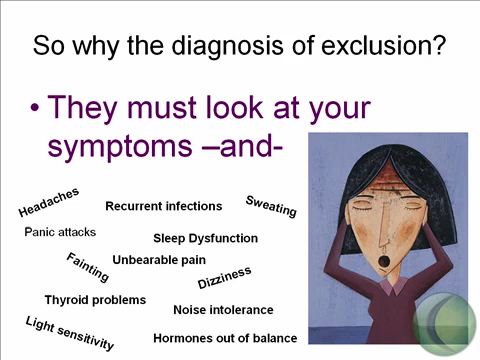 So why the diagnosis of exclusion?
• They must look at your
symptoms –and-
Headaches
Recurrent infections
Sweating
Panic attacks
Sleep Dysfunction
Fainting
Unbearable pain
Dizziness
Thyroid problems
Noise intolerance
Light sensitivity
Hormones out of balance